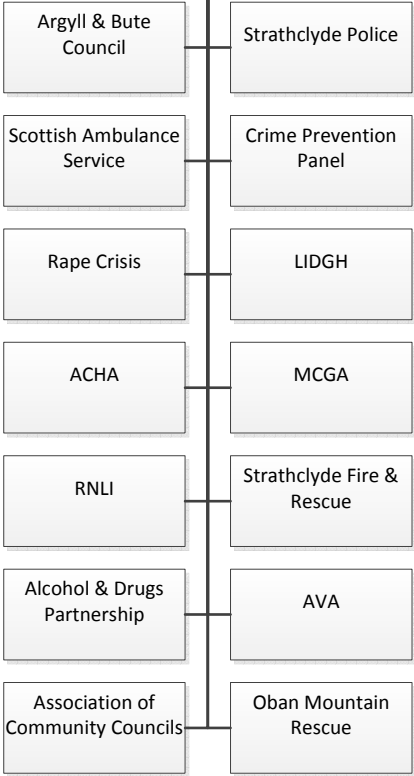 Argyll & Bute
Council
Strathclyde Police
Scottish Ambulance
Service
Crime Prevention
Panel
Rape Crisis
LIDGH
ACHA
MCGA
RNLI
Strathclyde Fire &
Rescue
Alcohol & Drugs
Partnership
AVA
Association of
Community Councils
Oban Mountain
Rescue